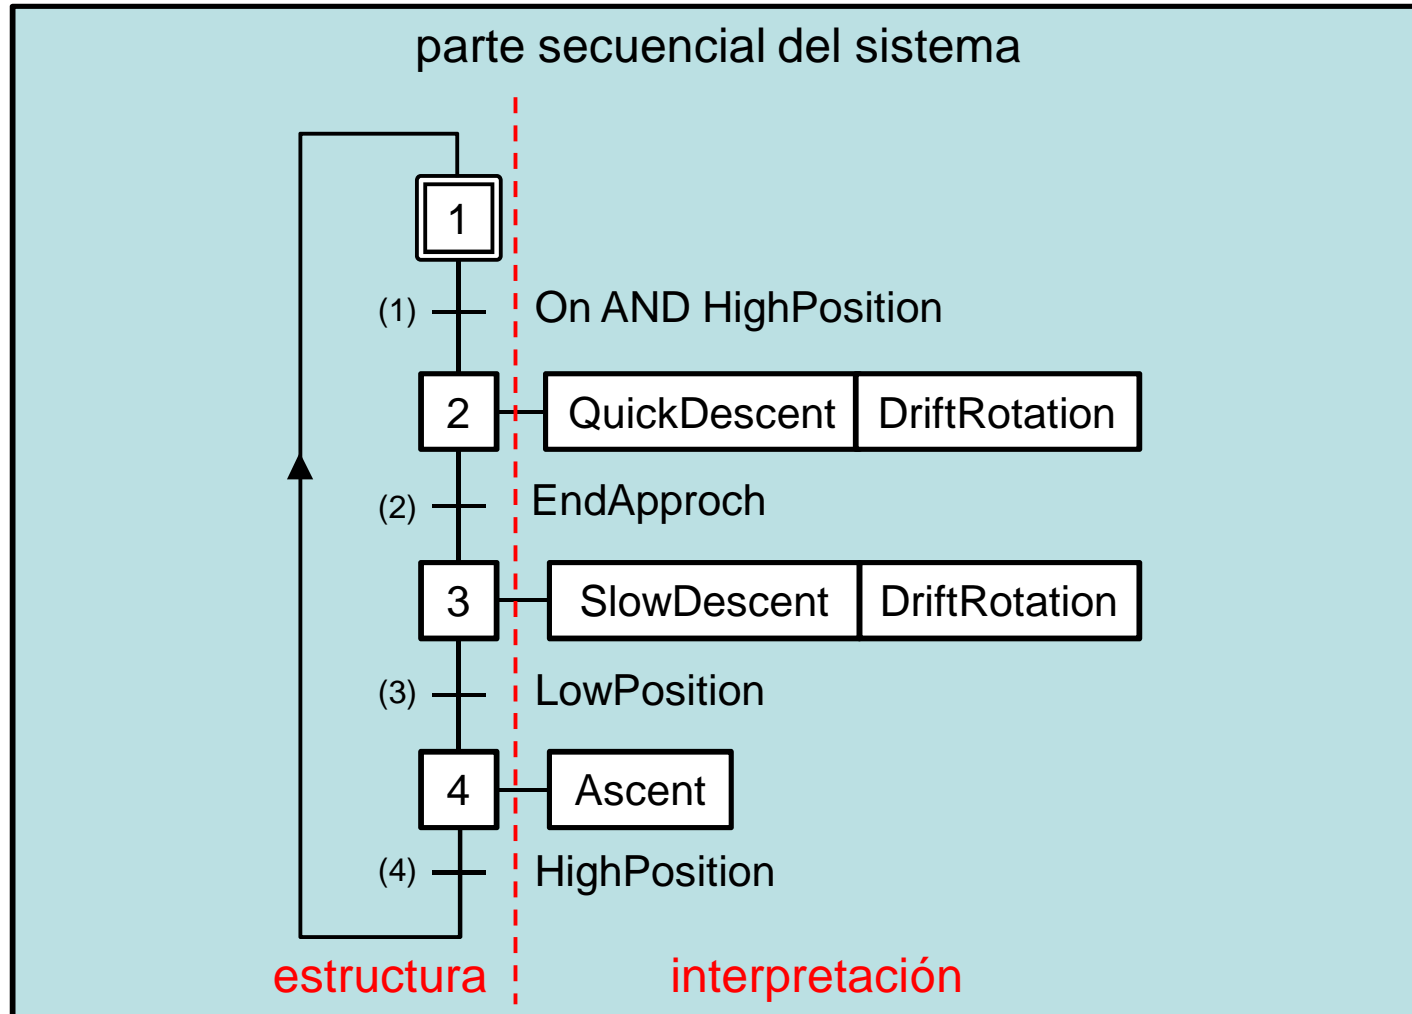 parte secuencial del sistema
1
(1) On AND HighPosition
2 QuickDescent DriftRotation
(2) EndApproch
3 SlowDescent DriftRotation
(3) LowPosition
4 Ascent
(4) HighPosition
estructura interpretación